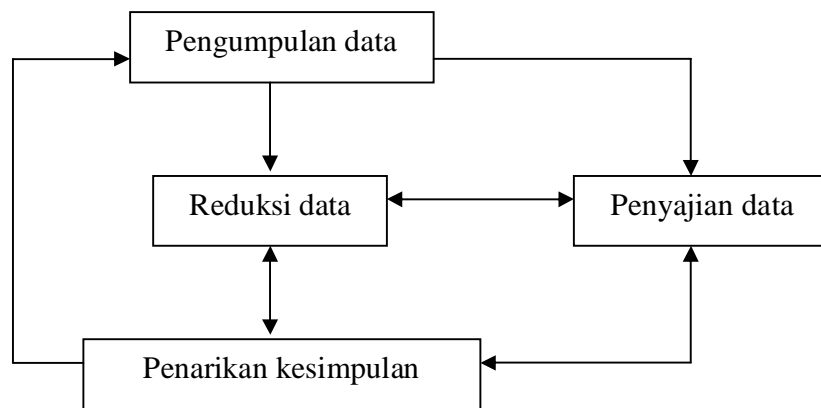 Pengumpulan data
Reduksi data
Penyajian data
Penarikan kesimpulan